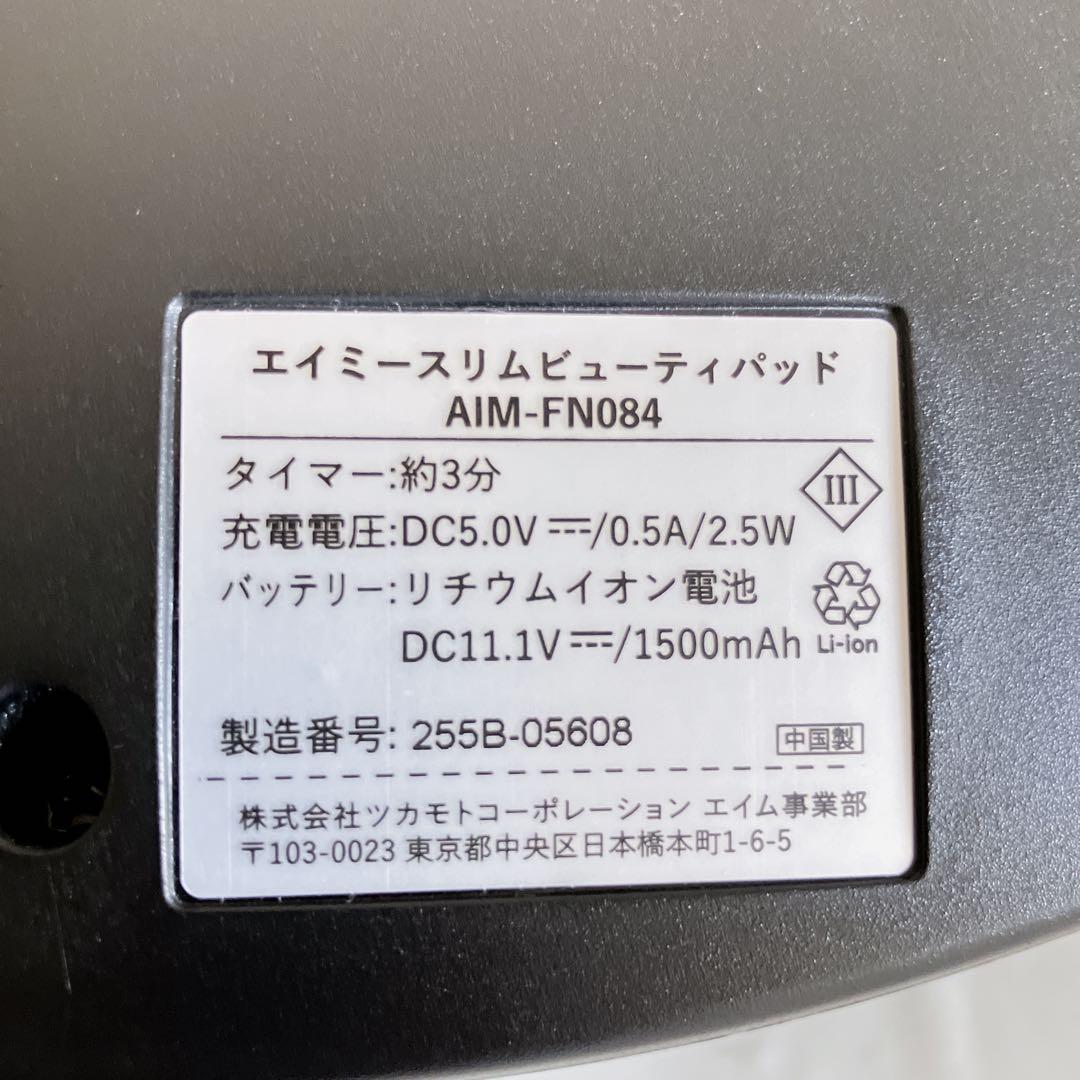 エイミースリムビューティパッド
AIM-FN084
タイマー:約3分
III
充電電圧:DC5.0V⎓/0.5A/2.5W
バッテリー:リチウムイオン電池
DC11.1V⎓/1500mAh
Li-ion
製造番号: 255B-05608
中国製
株式会社ツカモトコーポレーション エイム事業部
〒103-0023 東京都中央区日本橋本町1-6-5